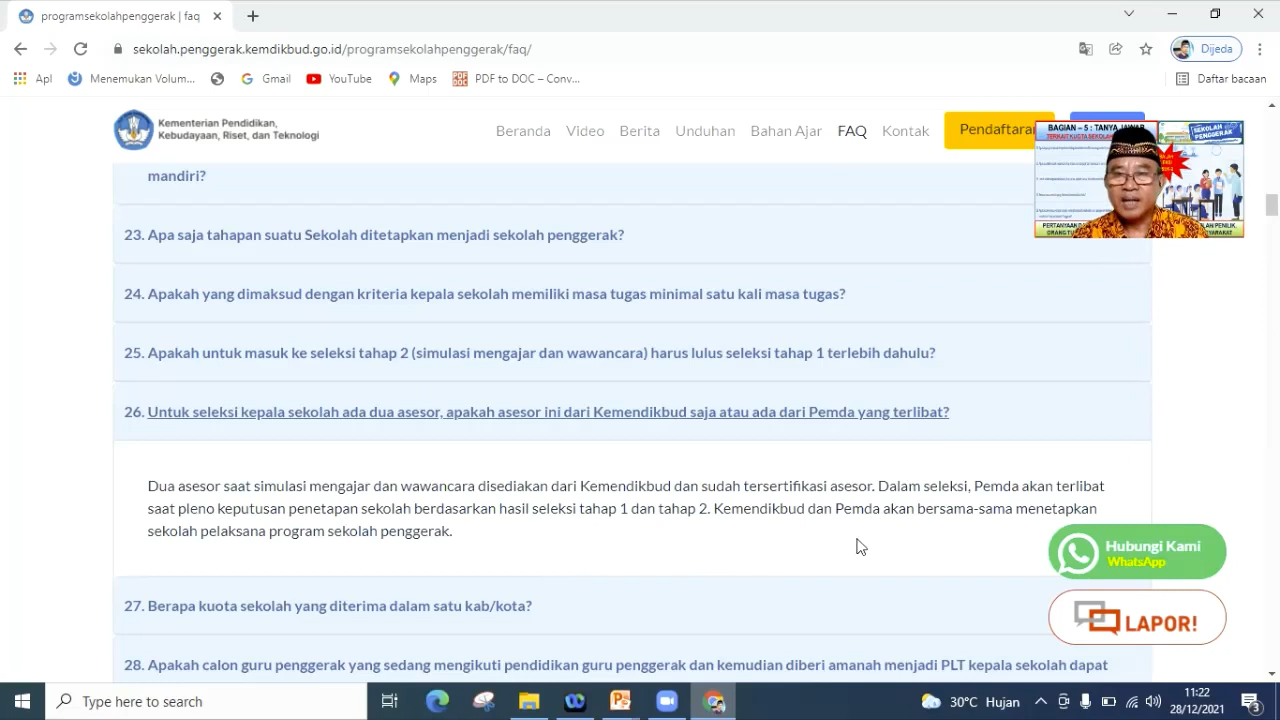 programsekolahpenggerak | faq
sekolah.penggerak.kemdikbud.go.id/programsekolahpenggerak/faq/
Dijeda
Apl
Menemukan Volum...
Gmail
YouTube
Maps
PDF to DOC – Conv...
Daftar bacaan
Kementerian Pendidikan,
Kebudayaan, Riset, dan Teknologi
Beranda Video Berita Unduhan Bahan Ajar FAQ Kontak
Pendaftaran
BAGIAN – 5 : TANYA JAWAB
SEKOLAH
PENGGERAK
mandiri?
23. Apa saja tahapan suatu Sekolah ditetapkan menjadi sekolah penggerak?
24. Apakah yang dimaksud dengan kriteria kepala sekolah memiliki masa tugas minimal satu kali masa tugas?
25. Apakah untuk masuk ke seleksi tahap 2 (simulasi mengajar dan wawancara) harus lulus seleksi tahap 1 terlebih dahulu?
26. Untuk seleksi kepala sekolah ada dua asesor, apakah asesor ini dari Kemendikbud saja atau ada dari Pemda yang terlibat?
Dua asesor saat simulasi mengajar dan wawancara disediakan dari Kemendikbud dan sudah tersertifikasi asesor. Dalam seleksi, Pemda akan terlibat
saat pleno keputusan penetapan sekolah berdasarkan hasil seleksi tahap 1 dan tahap 2. Kemendikbud dan Pemda akan bersama-sama menetapkan
sekolah pelaksana program sekolah penggerak.
Hubungi Kami
WhatsApp
27. Berapa kuota sekolah yang diterima dalam satu kab/kota?
LAPOR!
28. Apakah calon guru penggerak yang sedang mengikuti pendidikan guru penggerak dan kemudian diberi amanah menjadi PLT kepala sekolah dapat
Type here to search
30°C Hujan
11:22
28/12/2021
3